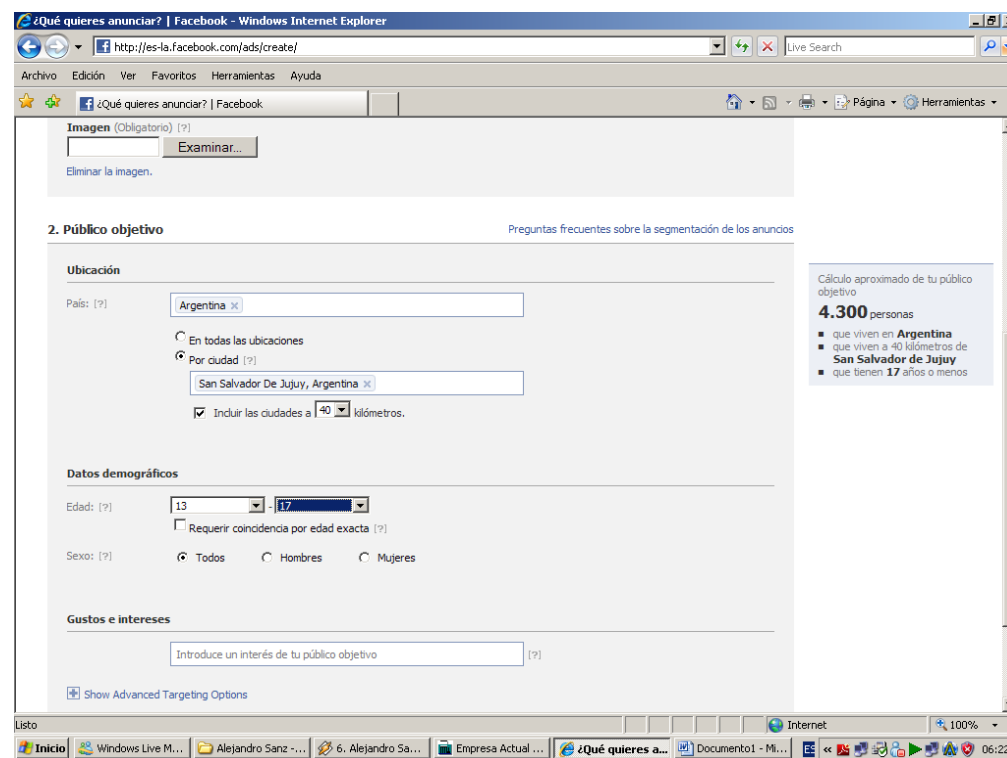 ¿Qué quieres anunciar? | Facebook - Windows Internet Explorer
http://es-la.facebook.com/ads/create/
Live Search
Archivo Edición Ver Favoritos Herramientas Ayuda
¿Qué quieres anunciar? | Facebook
Página Herramientas
Imagen (Obligatorio) [?]
Examinar...
Eliminar la imagen.
2. Público objetivo
Preguntas frecuentes sobre la segmentación de los anuncios
Ubicación
País: [?]
Argentina ×
En todas las ubicaciones
Por ciudad [?]
San Salvador De Jujuy, Argentina ×
Incluir las ciudades a 40 kilómetros.
Cálculo aproximado de tu público
objetivo
4.300 personas
que viven en Argentina
que viven a 40 kilómetros de
San Salvador de Jujuy
que tienen 17 años o menos
Datos demográficos
Edad: [?]
13 - 17
Requerir coincidencia por edad exacta [?]
Sexo: [?]
Todos Hombres Mujeres
Gustos e intereses
Introduce un interés de tu público objetivo [?]
Show Advanced Targeting Options
Listo
Internet
100%
Inicio
Windows Live M...
Alejandro Sanz -...
6. Alejandro Sa...
Empresa Actual ...
¿Qué quieres a...
Documento1 - Mi...
ES
06:22